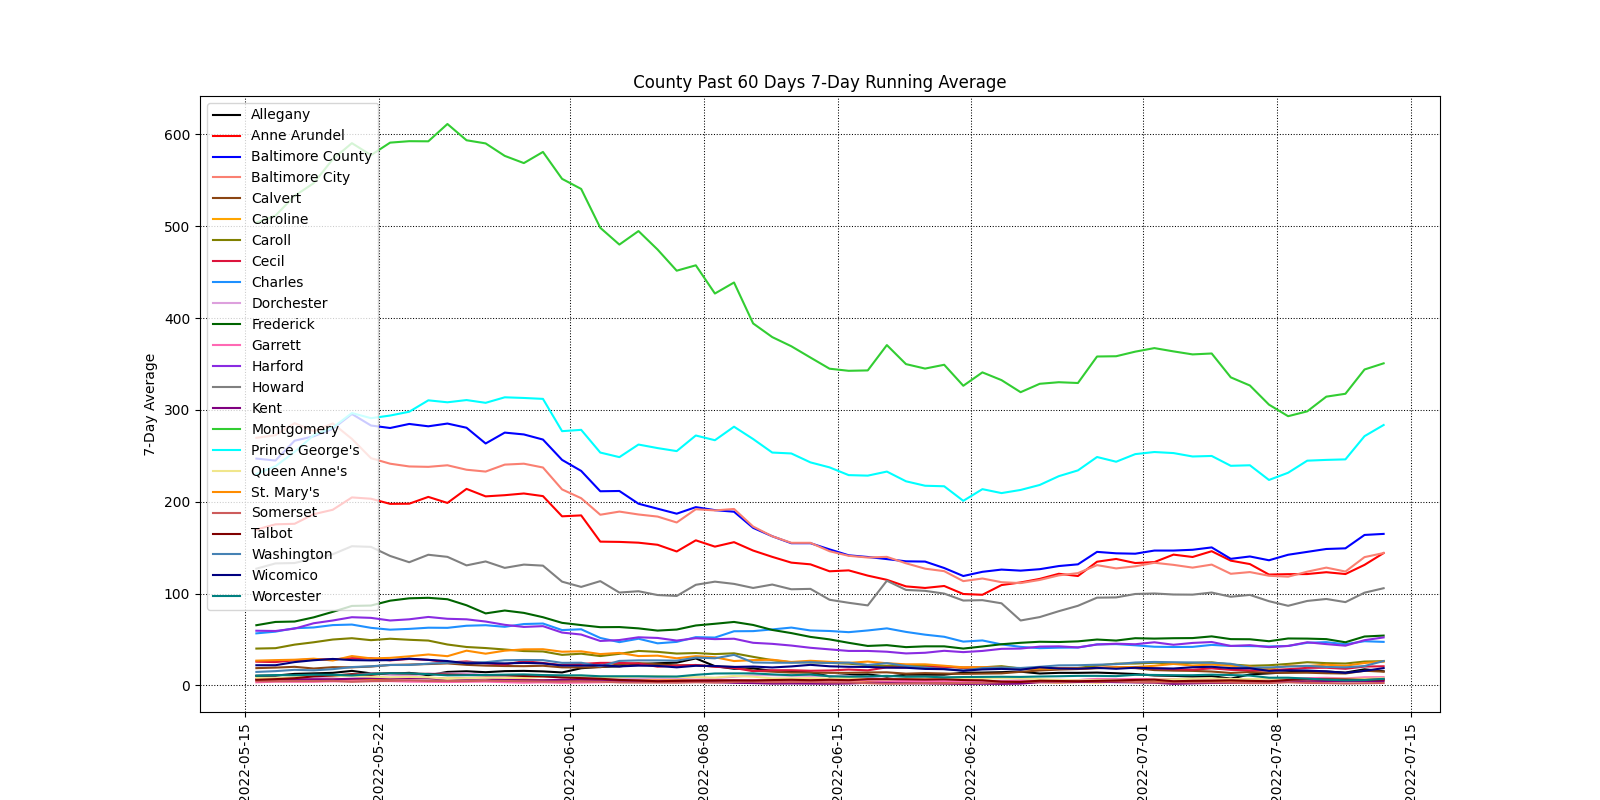 County Past 60 Days 7-Day Running Average
7-Day Average
600
500
400
300
200
100
0
Allegany
Anne Arundel
Baltimore County
Baltimore City
Calvert
Caroline
Caroll
Cecil
Charles
Dorchester
Frederick
Garrett
Harford
Howard
Kent
Montgomery
Prince George's
Queen Anne's
St. Mary's
Somerset
Talbot
Washington
Wicomico
Worcester
2022-05-15
2022-05-22
2022-06-01
2022-06-08
2022-06-15
2022-06-22
2022-07-01
2022-07-08
2022-07-15